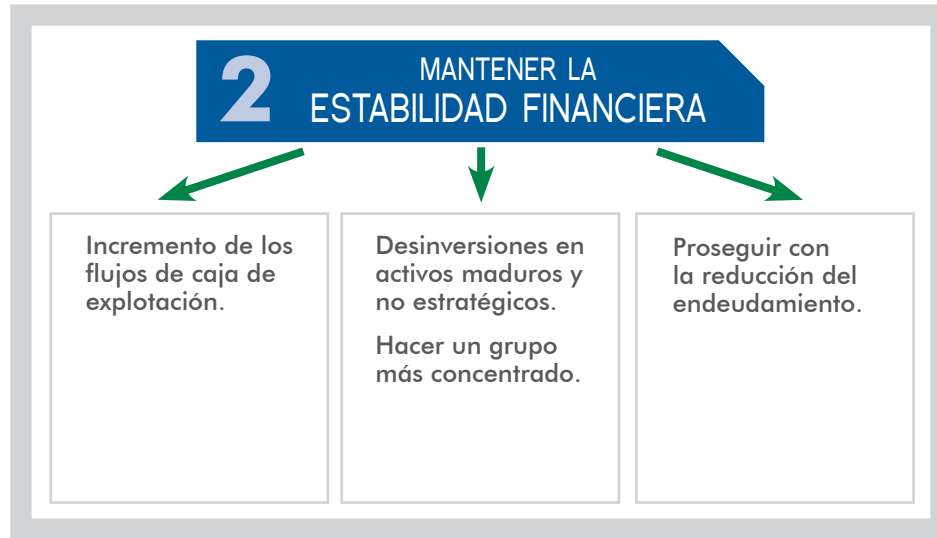 2
MANTENER LA
ESTABILIDAD FINANCIERA
Incremento de los
flujos de caja de
explotación.
Desinversiones en
activos maduros y
no estratégicos.
Hacer un grupo
más concentrado.
Proseguir con
la reducción del
endeudamiento.